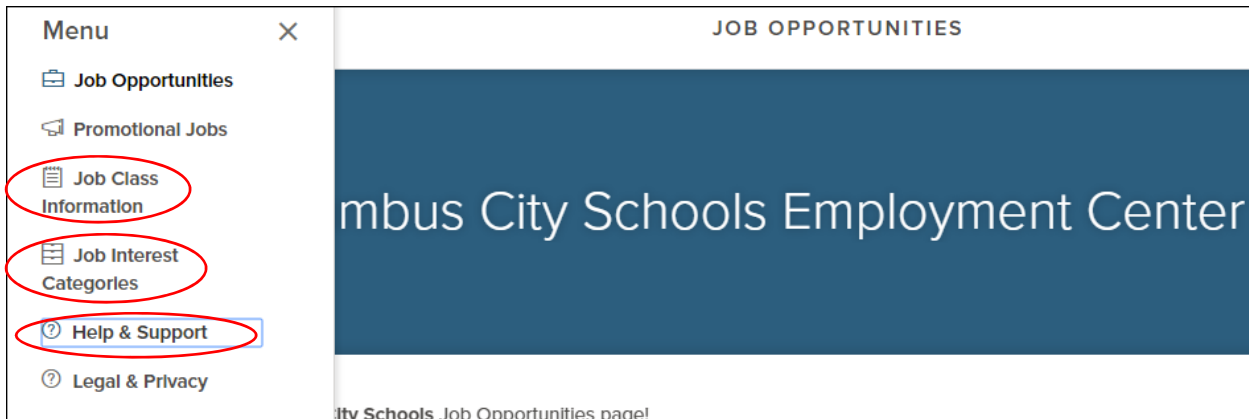 Menu
JOB OPPORTUNITIES
Job Opportunities
Promotional Jobs
Job Class
Information
mbus City Schools Employment Center
Job Interest
Categories
Help & Support
Legal & Privacy
City Schools Job Opportunities page!